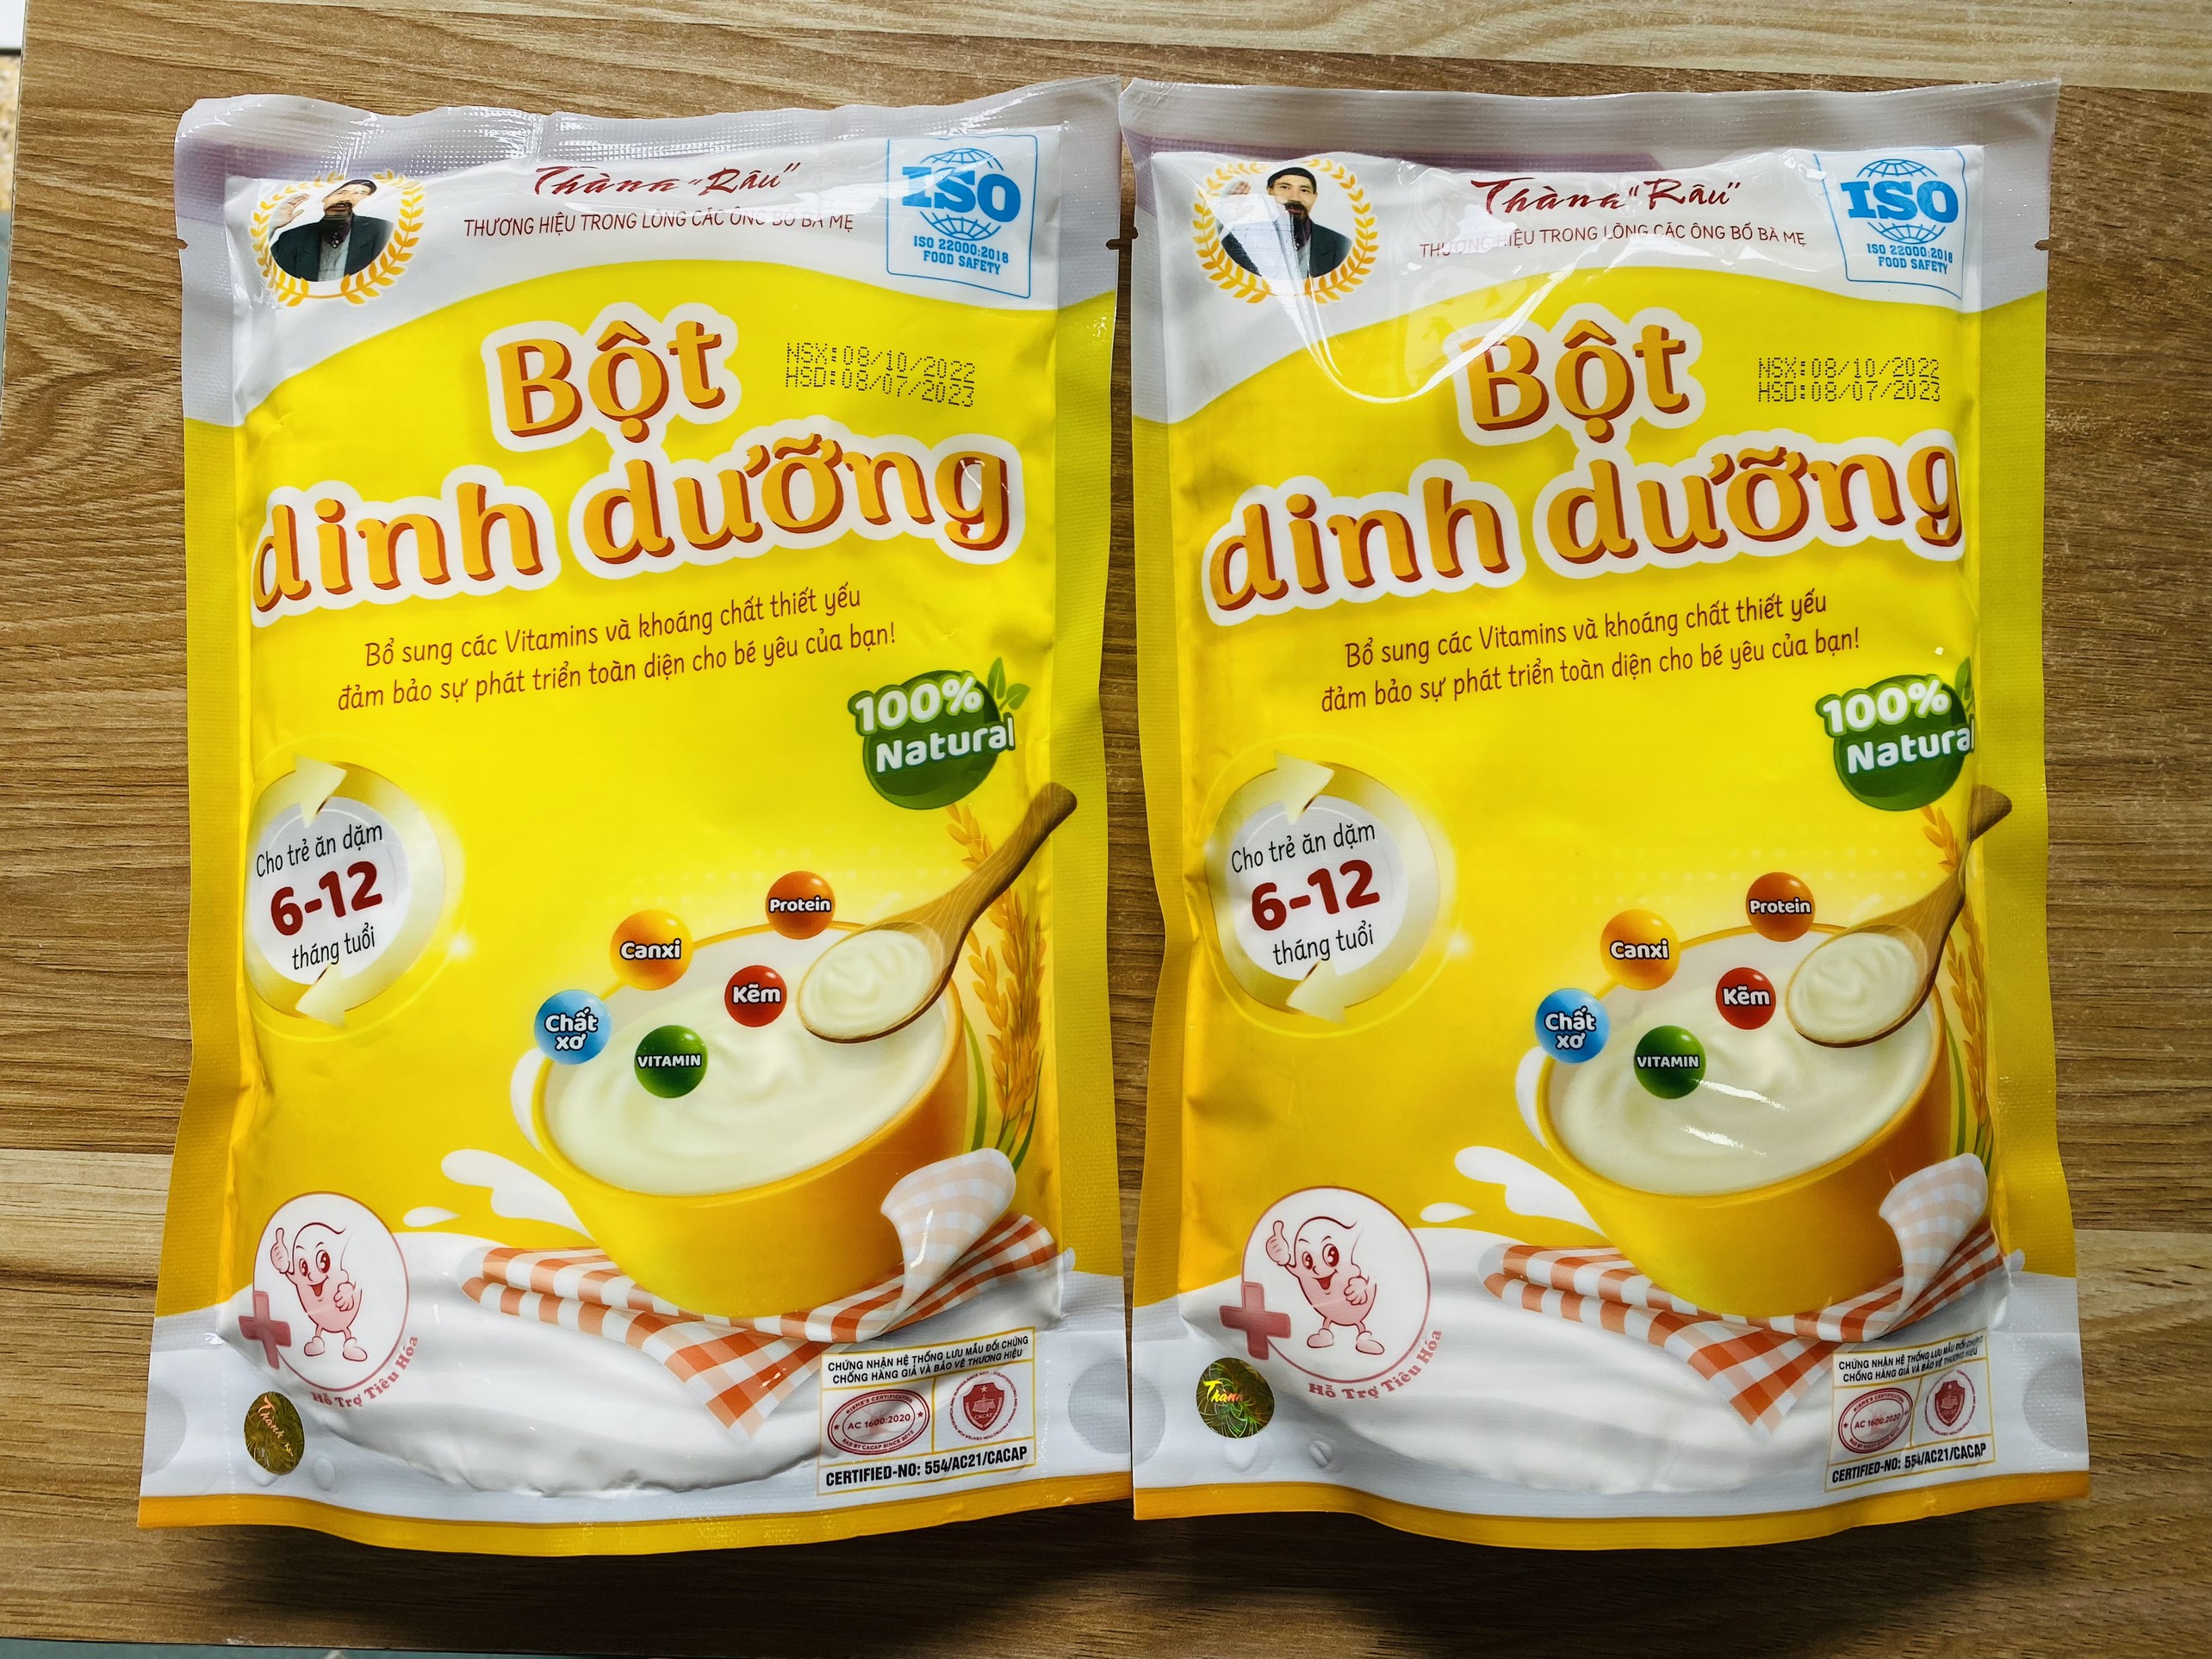 Thành "Râu"
THƯƠNG HIỆU TRONG LÒNG CÁC ÔNG BỐ BÀ MẸ
ISO
ISO 22000:2018
FOOD SAFETY
Bột
dinh dưỡng
NSX:08/10/2022
HSD:08/07/2023
Bổ sung các Vitamins và khoáng chất thiết yếu
đảm bảo sự phát triển toàn diện cho bé yêu của bạn!
100%
Natural
Cho trẻ ăn dặm
6-12
tháng tuổi
Protein
Canxi
Kẽm
Chất
xơ
VITAMIN
Hỗ Trợ Tiêu Hóa
Thành
CHỨNG NHẬN HỆ THỐNG LƯU MẪU ĐỐI CHỨNG
CHỐNG HÀNG GIẢ VÀ BẢO VỆ THƯƠNG HIỆU
AC 1600:2020
CACAP
CERTIFIED-NO: 554/AC21/CACAP
Thành "Râu"
THƯƠNG HIỆU TRONG LÒNG CÁC ÔNG BỐ BÀ MẸ
ISO
ISO 22000:2018
FOOD SAFETY
Bột
dinh dưỡng
NSX:08/10/2022
HSD:08/07/2023
Bổ sung các Vitamins và khoáng chất thiết yếu
đảm bảo sự phát triển toàn diện cho bé yêu của bạn!
100%
Natural
Cho trẻ ăn dặm
6-12
tháng tuổi
Protein
Canxi
Kẽm
Chất
xơ
VITAMIN
Hỗ Trợ Tiêu Hóa
Thành
CHỨNG NHẬN HỆ THỐNG LƯU MẪU ĐỐI CHỨNG
CHỐNG HÀNG GIẢ VÀ BẢO VỆ THƯƠNG HIỆU
AC 1600:2020
CERTIFIED-NO: 554/AC21/CACAP